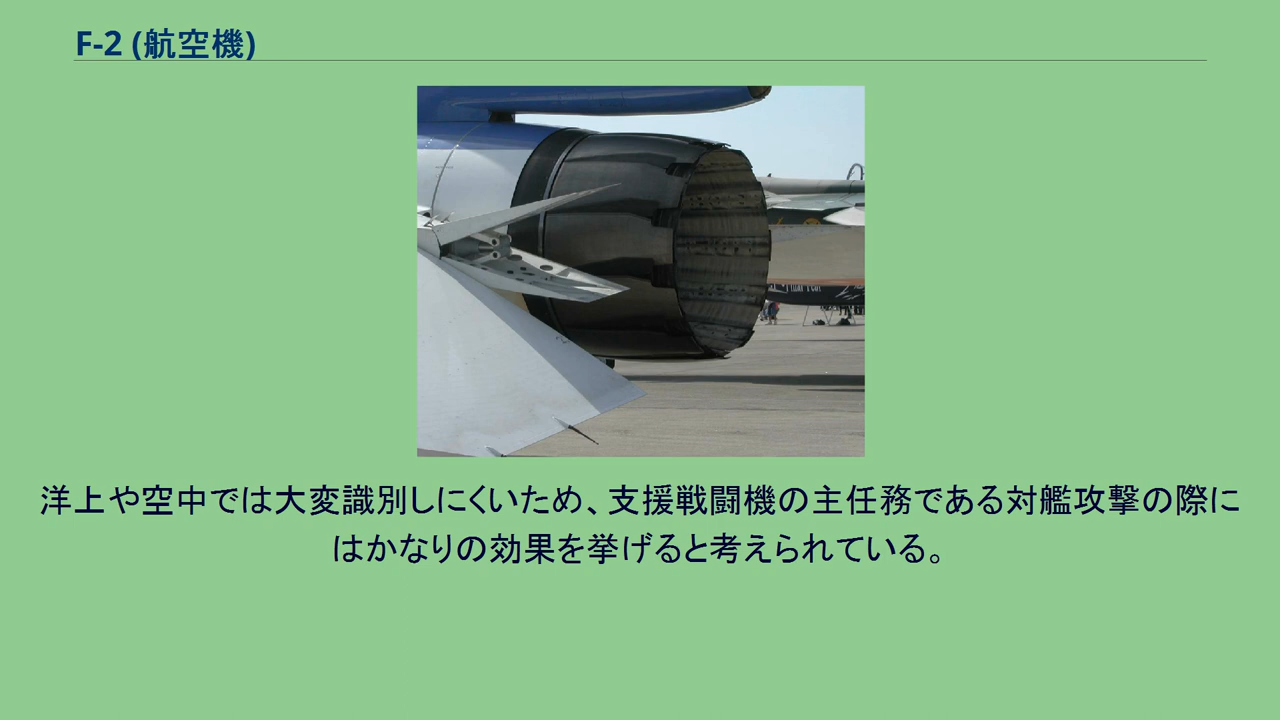 F-2 (航空機)
洋上や空中では大変識別しにくいため、支援戦闘機の主任務である対艦攻撃の際に
はかなりの効果を挙げると考えられている。